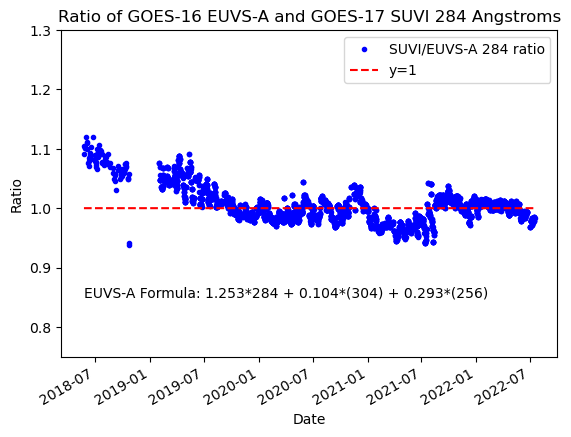 Ratio of GOES-16 EUVS-A and GOES-17 SUVI 284 Angstroms
1.3
1.2
1.1
1.0
0.9
0.8
Ratio
SUVI/EUVS-A 284 ratio
y=1
EUVS-A Formula: 1.253*284 + 0.104*(304) + 0.293*(256)
2018-07
2019-01
2019-07
2020-01
2020-07
2021-01
2021-07
2022-01
2022-07
Date